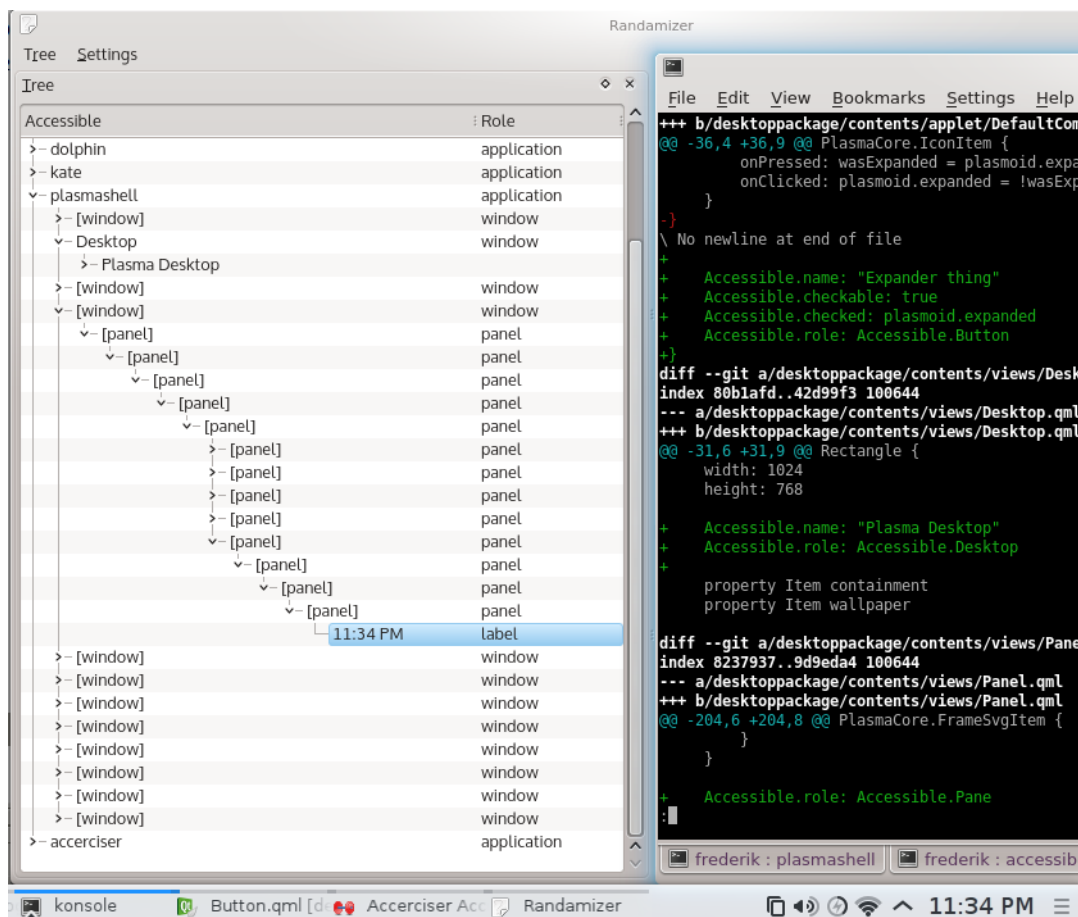 Randamizer
Tree Settings
Tree
Accessible Role
dolphin application
kate application
plasmashell application
[window] window
Desktop window
Plasma Desktop
[window] window
[window] window
[panel] panel
[panel] panel
[panel] panel
[panel] panel
[panel] panel
[panel] panel
[panel] panel
[panel] panel
[panel] panel
[panel] panel
[panel] panel
[panel] panel
[panel] panel
11:34 PM label
[window] window
[window] window
[window] window
[window] window
[window] window
[window] window
[window] window
[window] window
accerciser application
File Edit View Bookmarks Settings Help
+++ b/desktoppackage/contents/applet/DefaultCom
@@ -36,4 +36,9 @@ PlasmaCore.IconItem {
onPressed: wasExpanded = plasmoid.expa
onClicked: plasmoid.expanded = !wasExp
}
-}
\ No newline at end of file
+
+ Accessible.name: "Expander thing"
+ Accessible.checkable: true
+ Accessible.checked: plasmoid.expanded
+ Accessible.role: Accessible.Button
+}
diff --git a/desktoppackage/contents/views/Desk
index 80b1afd..42d99f3 100644
--- a/desktoppackage/contents/views/Desktop.qml
+++ b/desktoppackage/contents/views/Desktop.qml
@@ -31,6 +31,9 @@ Rectangle {
width: 1024
height: 768
+ Accessible.name: "Plasma Desktop"
+ Accessible.role: Accessible.Desktop
+
property Item containment
property Item wallpaper
diff --git a/desktoppackage/contents/views/Pane
index 8237937..9d9eda4 100644
--- a/desktoppackage/contents/views/Panel.qml
+++ b/desktoppackage/contents/views/Panel.qml
@@ -204,6 +204,8 @@ PlasmaCore.FrameSvgItem {
}
}
+ Accessible.role: Accessible.Pane
:
frederik : plasmashell frederik : accessib
konsole Button.qml [de Accerciser Acc Randamizer 11:34 PM